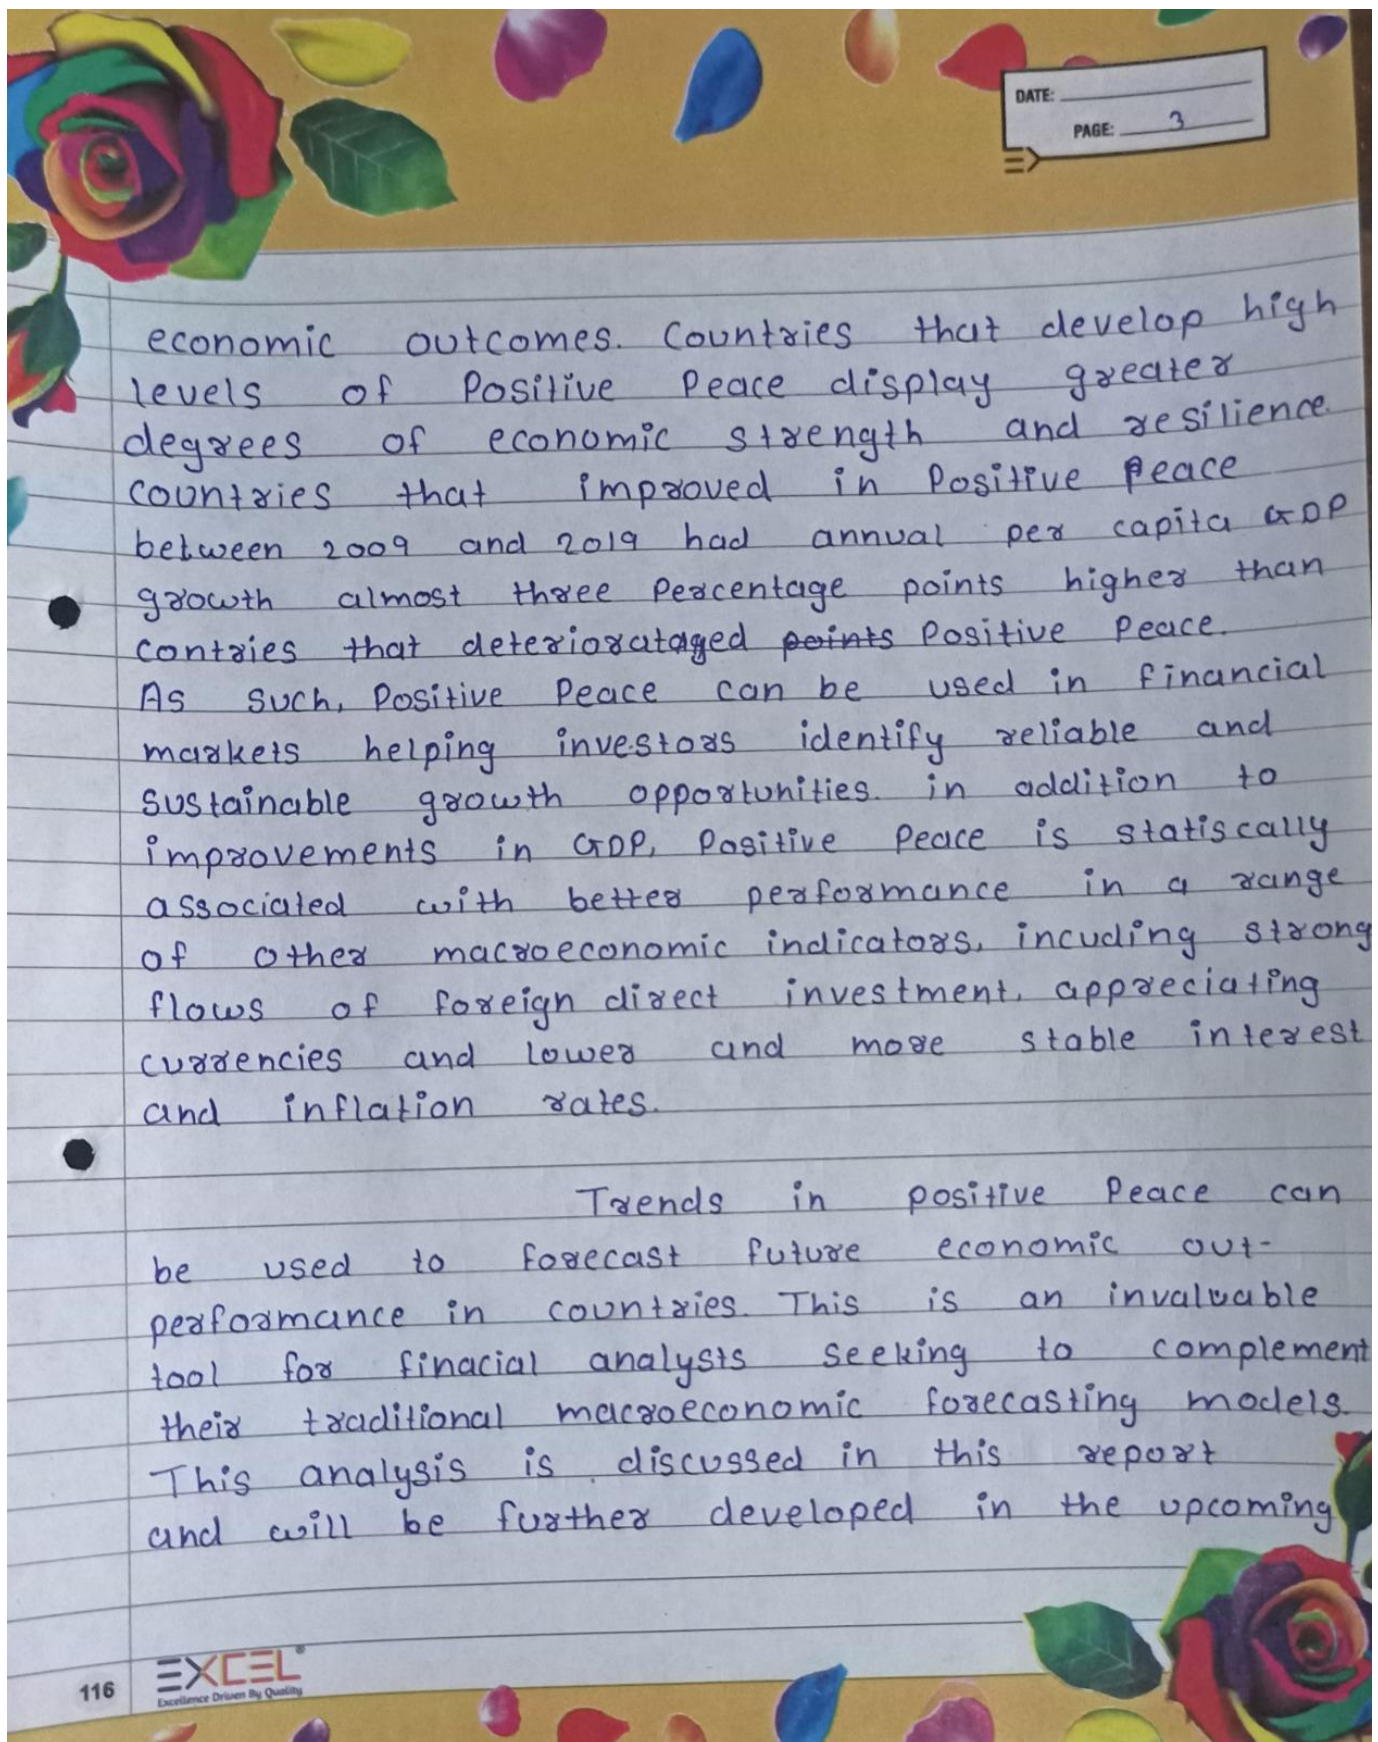 DATE:
PAGE: 3
economic outcomes. Countries that develop high
levels of Positive Peace display greater
degrees of economic strength and resilience.
countries that improved in Positive Peace
between 2009 and 2019 had annual per capita GDP
growth almost three Percentage points higher than
contries that deteriorataged points Positive Peace.
As such, Positive Peace can be used in financial
markets helping investors identify reliable and
sustainable growth opportunities. in addition to
improvements in GDP, Positive Peace is statiscally
associated with better performance in a range
of other macroeconomic indicators, incuding strong
flows of foreign direct investment, appreciating
currencies and lower and more stable interest
and inflation rates.
Trends in positive Peace can
be used to forecast future economic out-
performance in countries. This is an invaluable
tool for finacial analysts seeking to complement
their traditional macroeconomic forecasting models.
This analysis is discussed in this report
and will be further developed in the upcoming
116
EXCEL
Excellence Driven By Quality